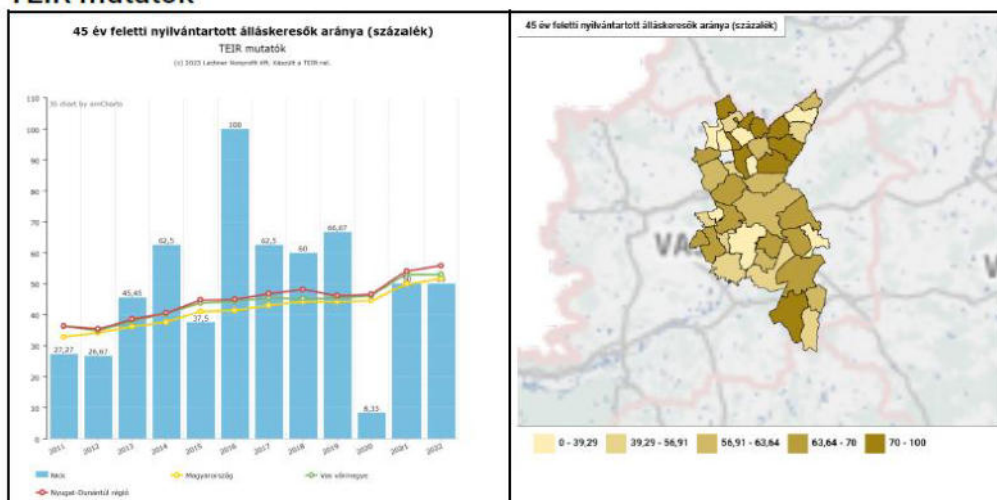 TEIR mutatók
45 év feletti nyilvántartott álláskeresők aránya (százalék)
TEIR mutatók
(c) 2023 Lechner Nonprofit Kft. Készült a TEIR-rel.
JS chart by amCharts
110
100
90
80
70
60
50
40
30
20
10
0
27,27
26,67
45,45
62,5
37,5
100
62,5
60
66,67
8,33
2011
2012
2013
2014
2015
2016
2017
2018
2019
2020
2021
2022
Nick
Magyarország
Vas vármegye
Nyugat-Dunántúl régió
45 év feletti nyilvántartott álláskeresők aránya (százalék)
0 - 39,29
39,29 - 56,91
56,91 - 63,64
63,64 - 70
70 - 100